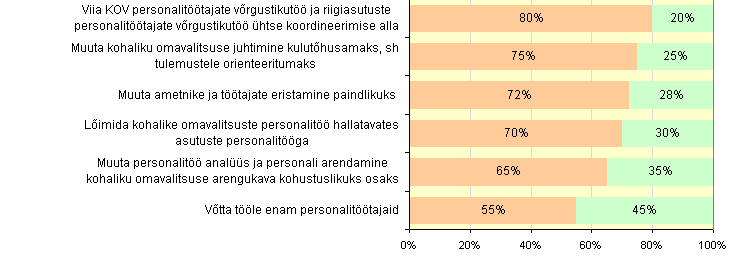 Viia KOV personalitöötajate võrgustikutöö ja riigiasutuste
personalitöötajate võrgustikutöö ühtse koordineerimise alla
80%
20%
Muuta kohaliku omavalitsuse juhtimine kulutõhusamaks, sh
tulemustele orienteeritumaks
75%
25%
Muuta ametnike ja töötajate eristamine paindlikuks
72%
28%
Lõimida kohalike omavalitsuste personalitöö hallatavates
asutuste personalitööga
70%
30%
Muuta personalitöö analüüs ja personali arendamine
kohaliku omavalitsuse arengukava kohustuslikuks osaks
65%
35%
Võtta tööle enam personalitöötajaid
55%
45%
0%
20%
40%
60%
80%
100%